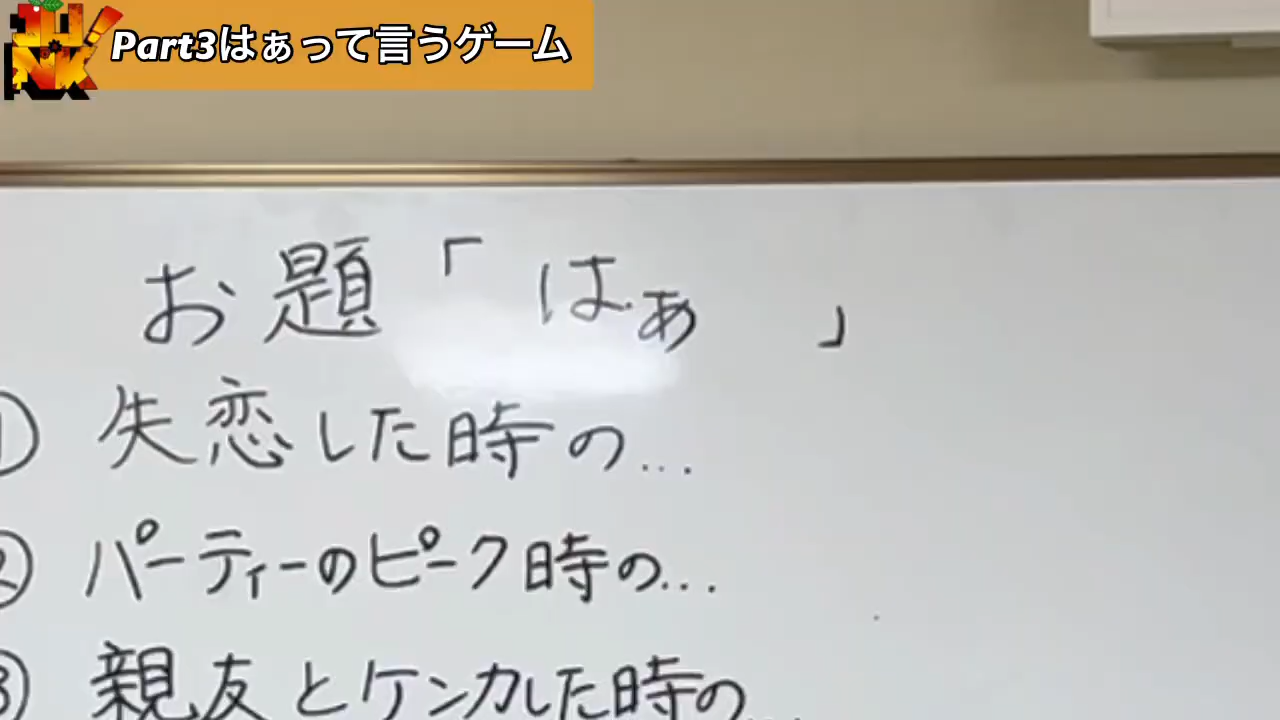 Part3はぁって言うゲーム
お題「 はぁ 」
① 失恋した時の...
② パーティーのピーク時の...
③ 親友とケンカした時の...